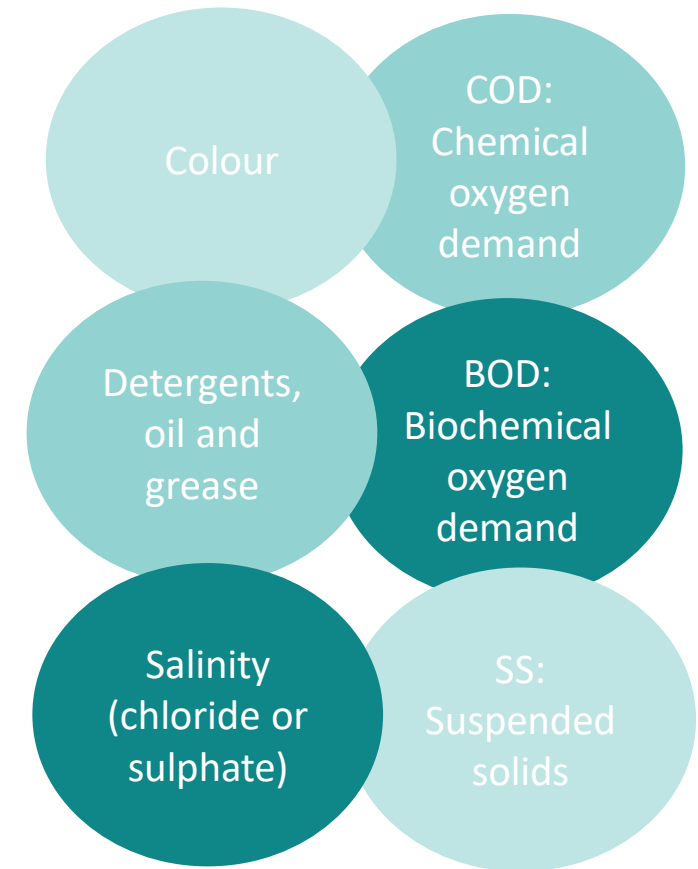 Colour
COD:
Chemical
oxygen
demand
Detergents,
oil and
grease
BOD:
Biochemical
oxygen
demand
Salinity
(chloride or
sulphate)
SS:
Suspended
solids